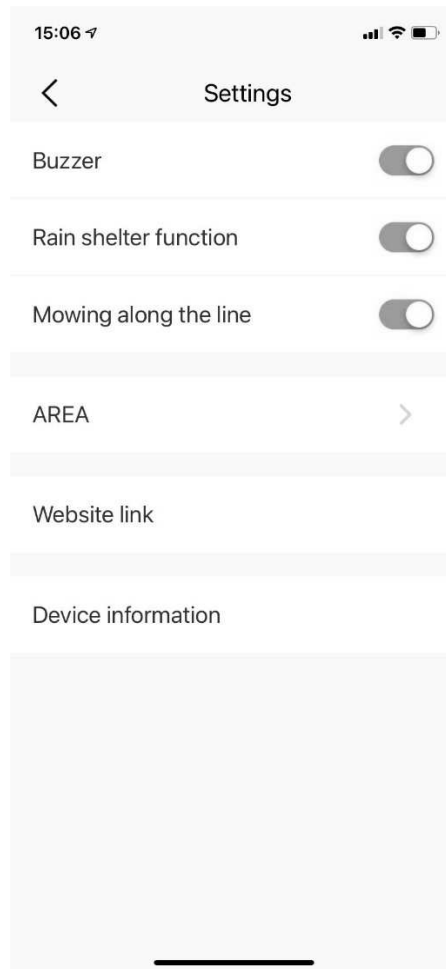 15:06
Settings
Buzzer
Rain shelter function
Mowing along the line
AREA
Website link
Device information